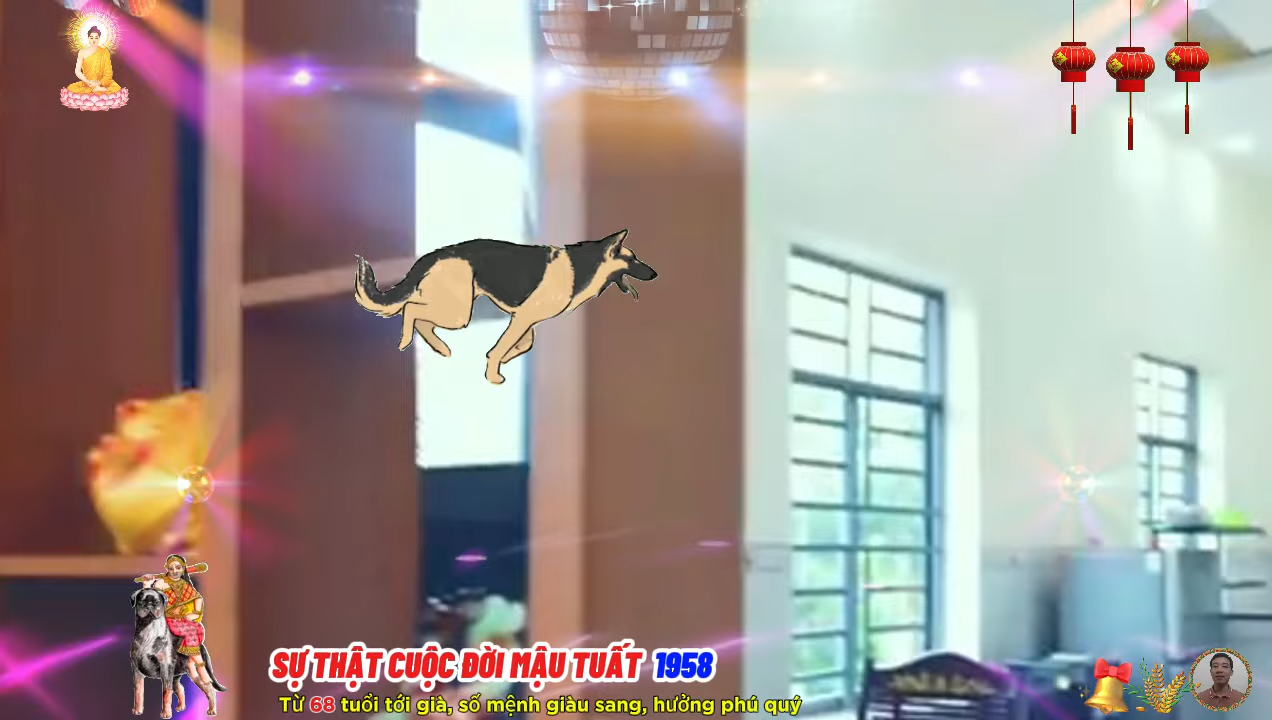 SỰ THẬT CUỘC ĐỜI MẬU TUẤT 1958
Từ 68 tuổi tới già, số mệnh giàu sang, hưởng phú quý